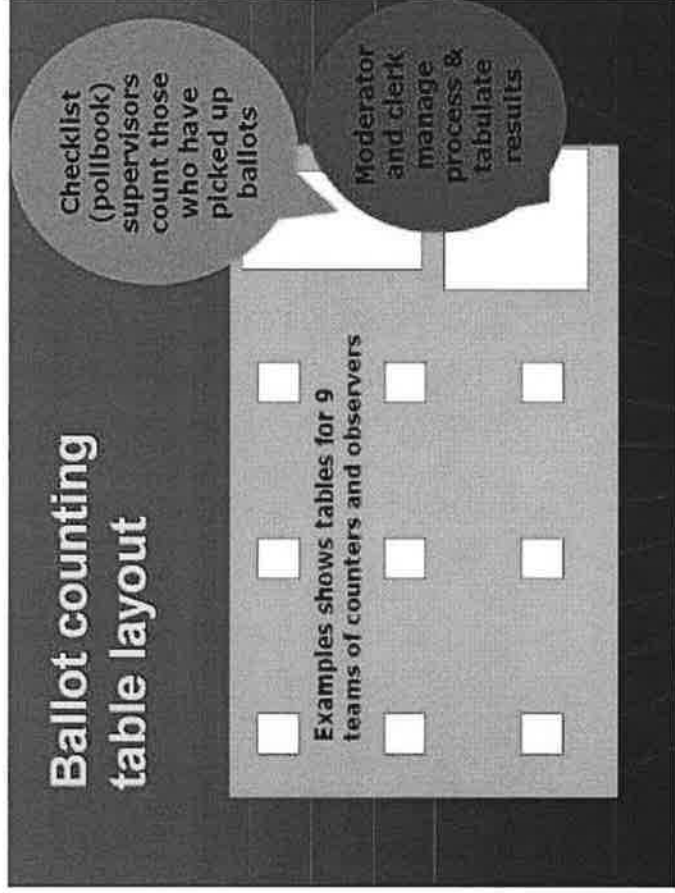 Ballot counting
table layout
Checklist
(pollbook)
supervisors
count those
who have
picked up
ballots
Moderator
and clerk
manage
process &
tabulate
results
Examples shows tables for 9
teams of counters and observers